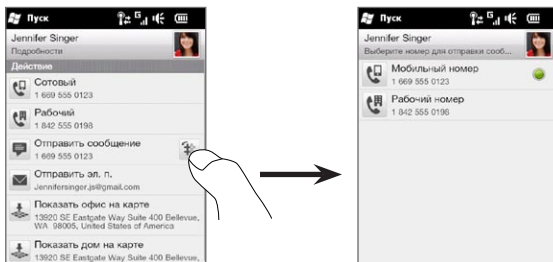 Пуск
Jennifer Singer
Подробности
Действие
Сотовый
1 669 555 0123
Рабочий
1 842 555 0198
Отправить сообщение
1 669 555 0123
Отправить эл. п.
Jennifersinger.js@gmail.com
Показать офис на карте
13920 SE Eastgate Way Suite 400 Bellevue,
WA 98005, United States of America
Показать дом на карте
13920 SE Eastgate Way Suite 400 Bellevue,
Пуск
Jennifer Singer
Выберите номер для отправки сооб...
Мобильный номер
1 669 555 0123
Рабочий номер
1 842 555 0198